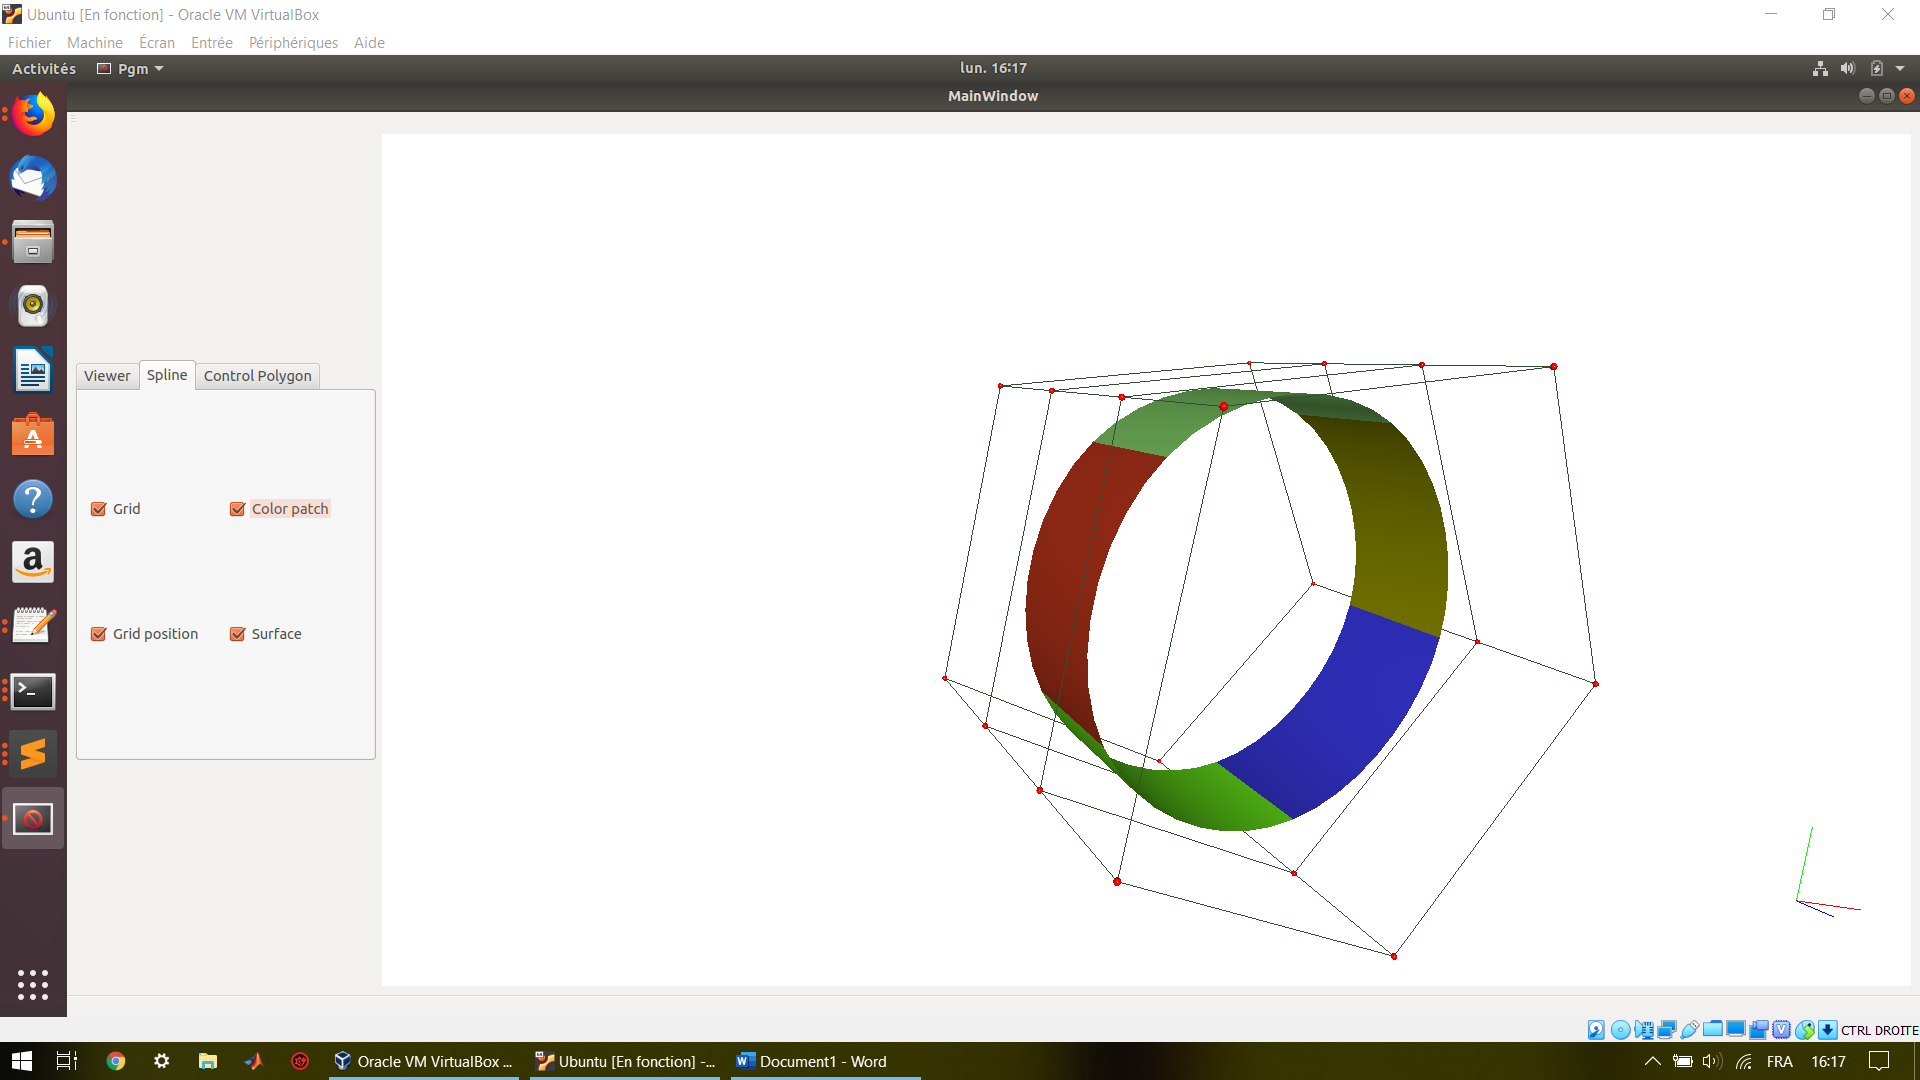 Ubuntu [En fonction] - Oracle VM VirtualBox
Fichier Machine Écran Entrée Périphériques Aide
Activités Pgm lun. 16:17
MainWindow
Viewer Spline Control Polygon
Grid Color patch
Grid position Surface
CTRL DROITE
Oracle VM VirtualBox ... Ubuntu [En fonction] -... Document1 - Word FRA 16:17